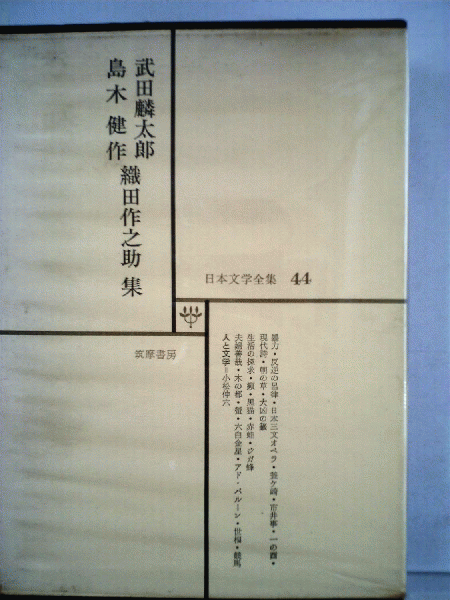 武田麟太郎
島木健作 織田作之助 集
日本文学全集 44
筑摩書房
暴力・反逆の呂律・日本三文オペラ・釜ケ崎・市井事・一の酉・
現代詩・朝の草・大凶の籤
生活の探求・癩・黒猫・赤蛙・ジガ蜂
夫婦善哉・木の都・螢・六白金星・アド・バルーン・世相・競馬
人と文学=小松伸六